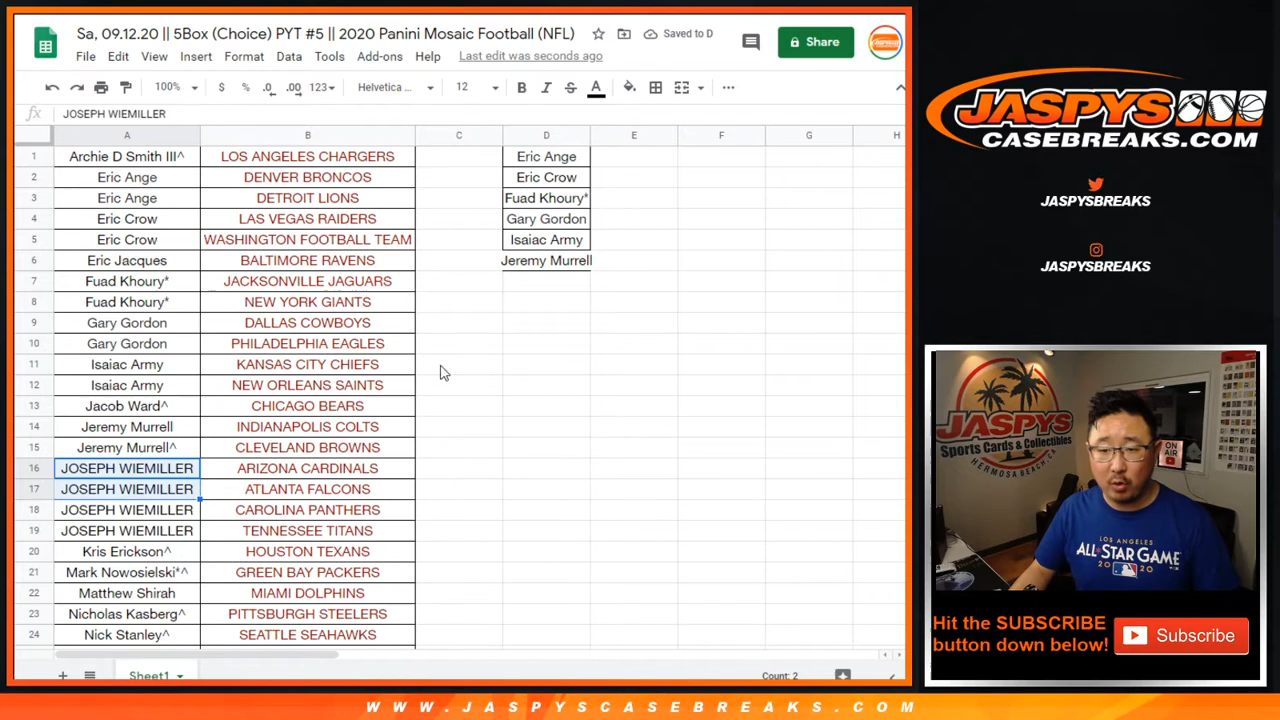 Sa, 09.12.20 || 5Box (Choice) PYT #5 || 2020 Panini Mosaic Football (NFL)
Saved to D
Share
File Edit View Insert Format Data Tools Add-ons Help Last edit was seconds ago
100% $ % .0 .00 123 Helvetica ... 12 B I S A
fx JOSEPH WIEMILLER
A B C D E F G H
1 Archie D Smith III^ LOS ANGELES CHARGERS Eric Ange
2 Eric Ange DENVER BRONCOS Eric Crow
3 Eric Ange DETROIT LIONS Fuad Khoury*
4 Eric Crow LAS VEGAS RAIDERS Gary Gordon
5 Eric Crow WASHINGTON FOOTBALL TEAM Isaiac Army
6 Eric Jacques BALTIMORE RAVENS Jeremy Murrell
7 Fuad Khoury* JACKSONVILLE JAGUARS
8 Fuad Khoury* NEW YORK GIANTS
9 Gary Gordon DALLAS COWBOYS
10 Gary Gordon PHILADELPHIA EAGLES
11 Isaiac Army KANSAS CITY CHIEFS
12 Isaiac Army NEW ORLEANS SAINTS
13 Jacob Ward^ CHICAGO BEARS
14 Jeremy Murrell INDIANAPOLIS COLTS
15 Jeremy Murrell^ CLEVELAND BROWNS
16 JOSEPH WIEMILLER ARIZONA CARDINALS
17 JOSEPH WIEMILLER ATLANTA FALCONS
18 JOSEPH WIEMILLER CAROLINA PANTHERS
19 JOSEPH WIEMILLER TENNESSEE TITANS
20 Kris Erickson^ HOUSTON TEXANS
21 Mark Nowosielski*^ GREEN BAY PACKERS
22 Matthew Shirah MIAMI DOLPHINS
23 Nicholas Kasberg^ PITTSBURGH STEELERS
24 Nick Stanley^ SEATTLE SEAHAWKS
Sheet1
Count: 2
JASPYS
CASEBREAKS.COM
JASPYSBREAKS
JASPYSBREAKS
JASPYS
Sports Cards & Collectibles
HERMOSA BEACH, CA
ON AIR
LOS ANGELES
ALL★STAR GAME
2020
Hit the SUBSCRIBE
button down below!
Subscribe
WWW.JASPYSCASEBREAKS.COM